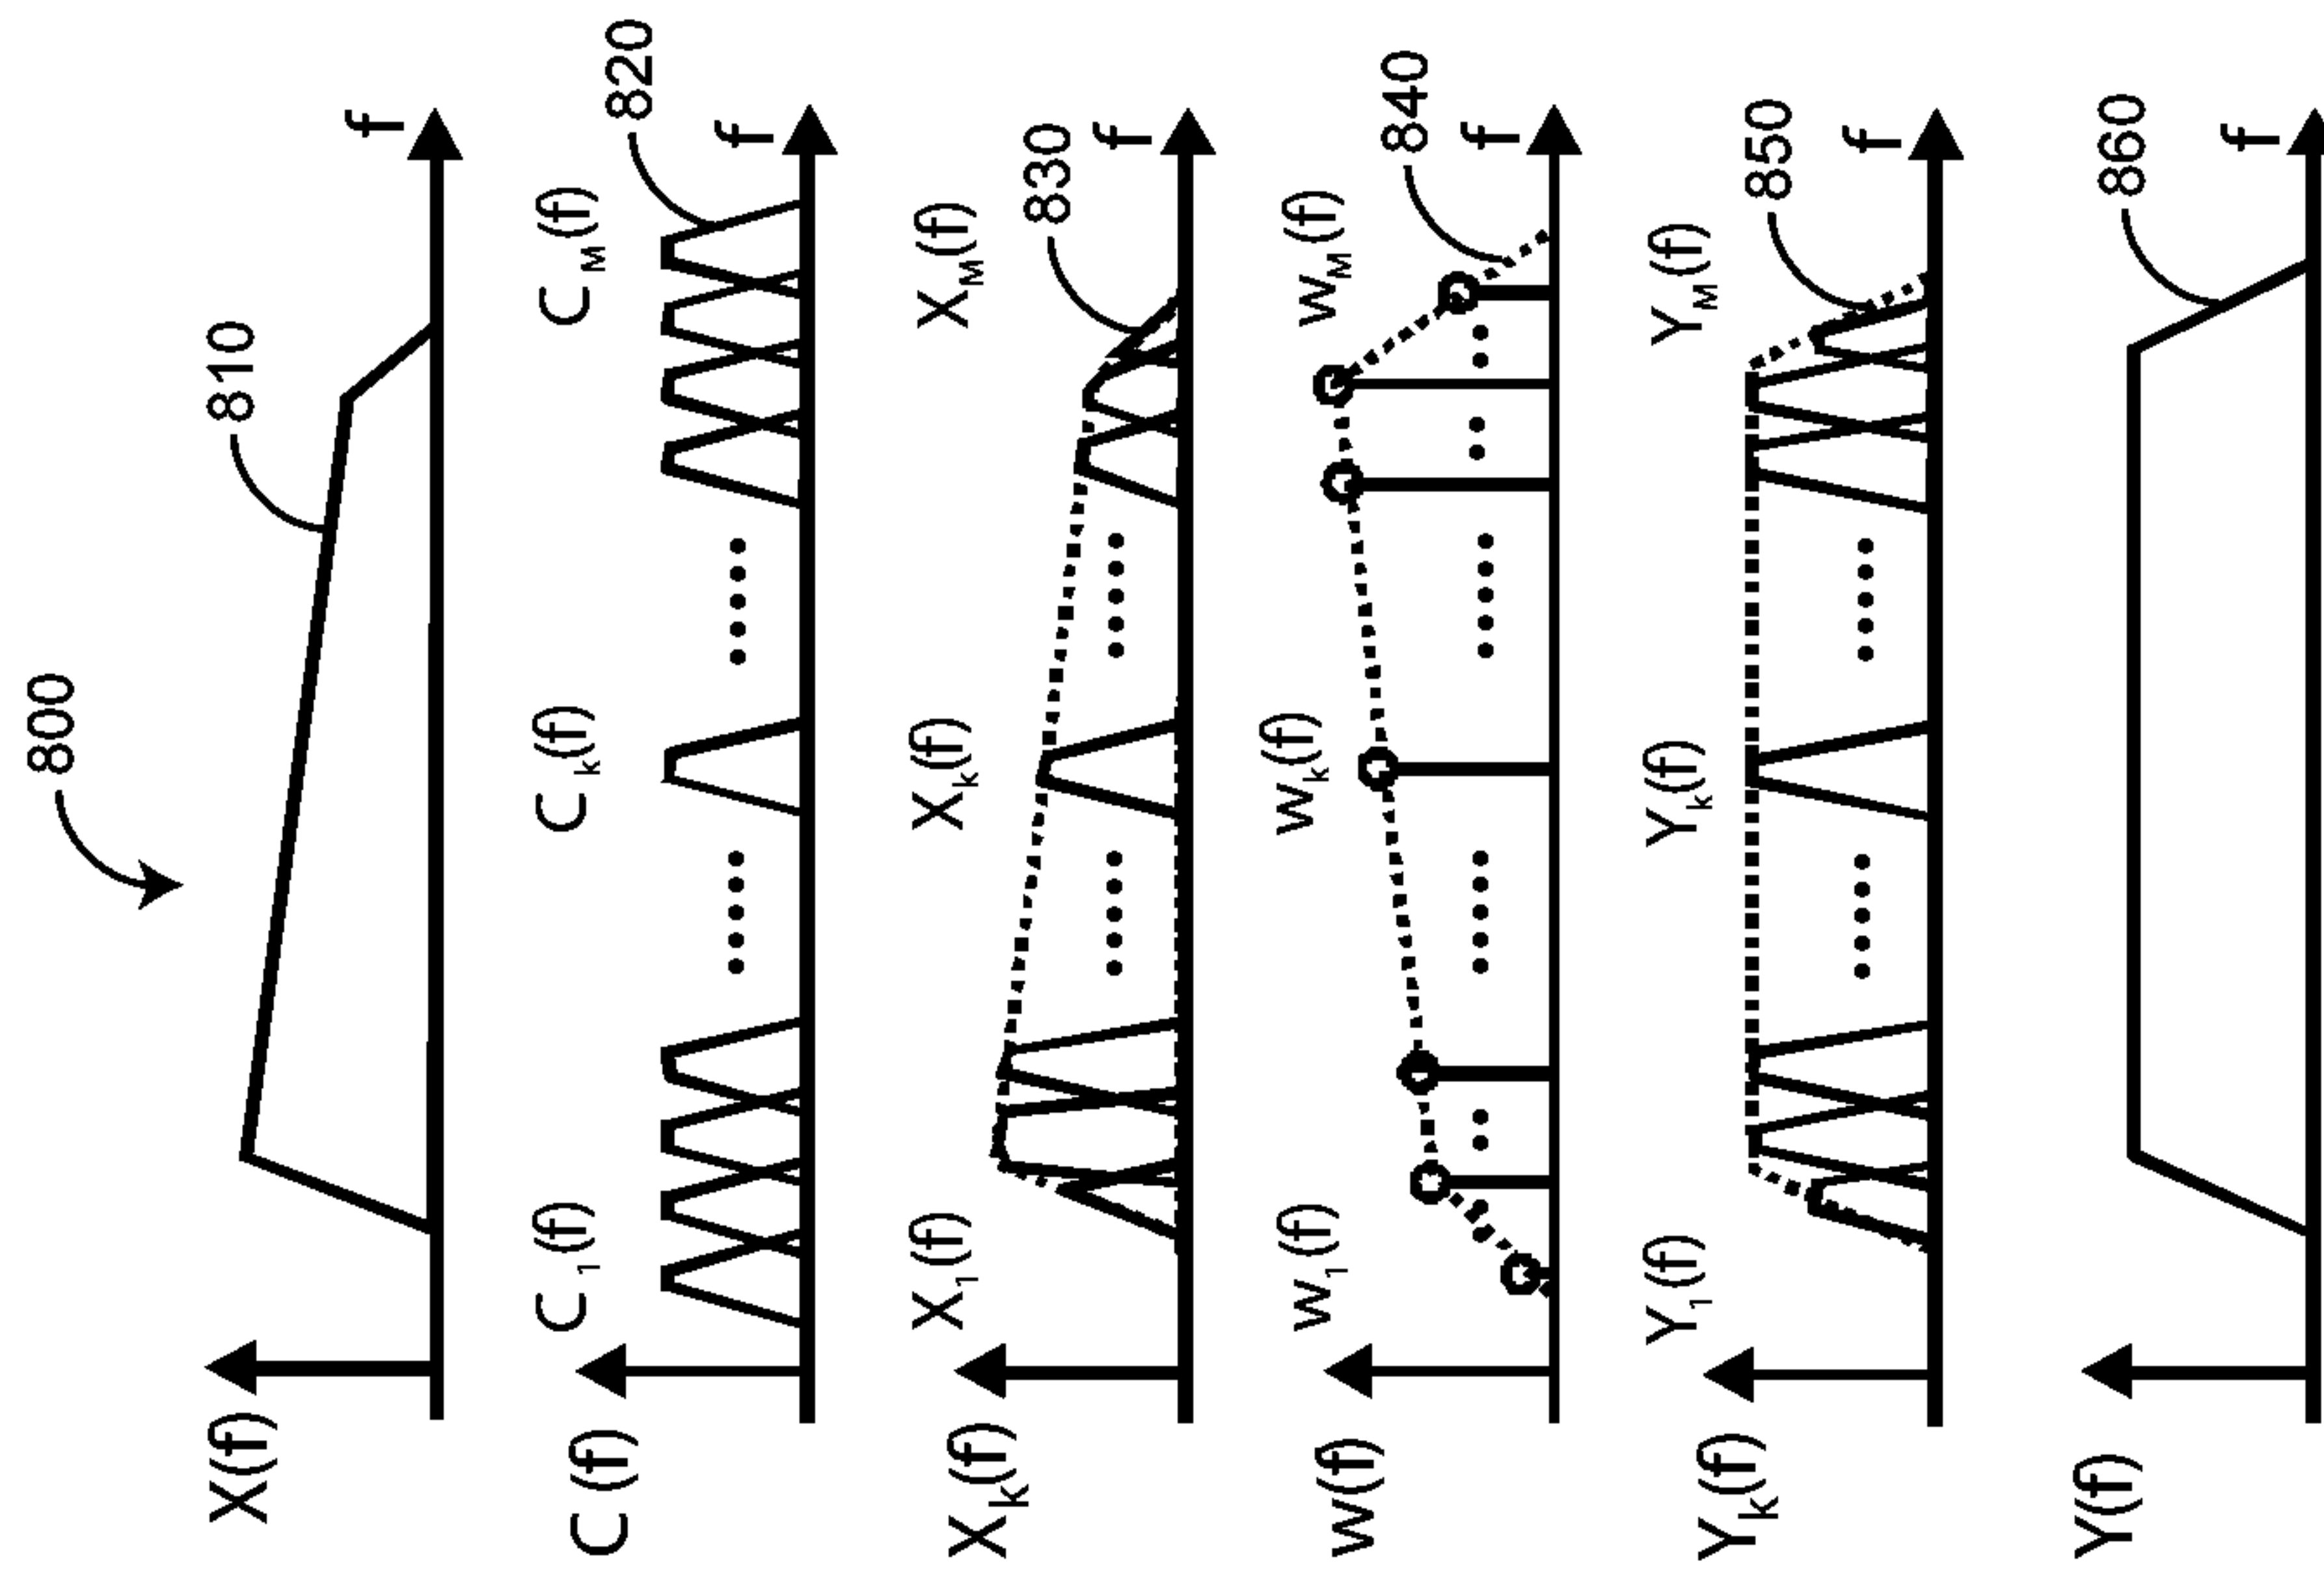 800
X(f)
810
f
C (f)
C₁(f)
Cₖ(f)
C_M(f)
820
f
Xₖ(f)
X₁(f)
Xₖ(f)
X_M(f)
830
f
w(f)
w₁(f)
wₖ(f)
w_M(f)
840
f
Yₖ(f)
Y₁(f)
Yₖ(f)
Y_M(f)
850
f
Y(f)
860
f